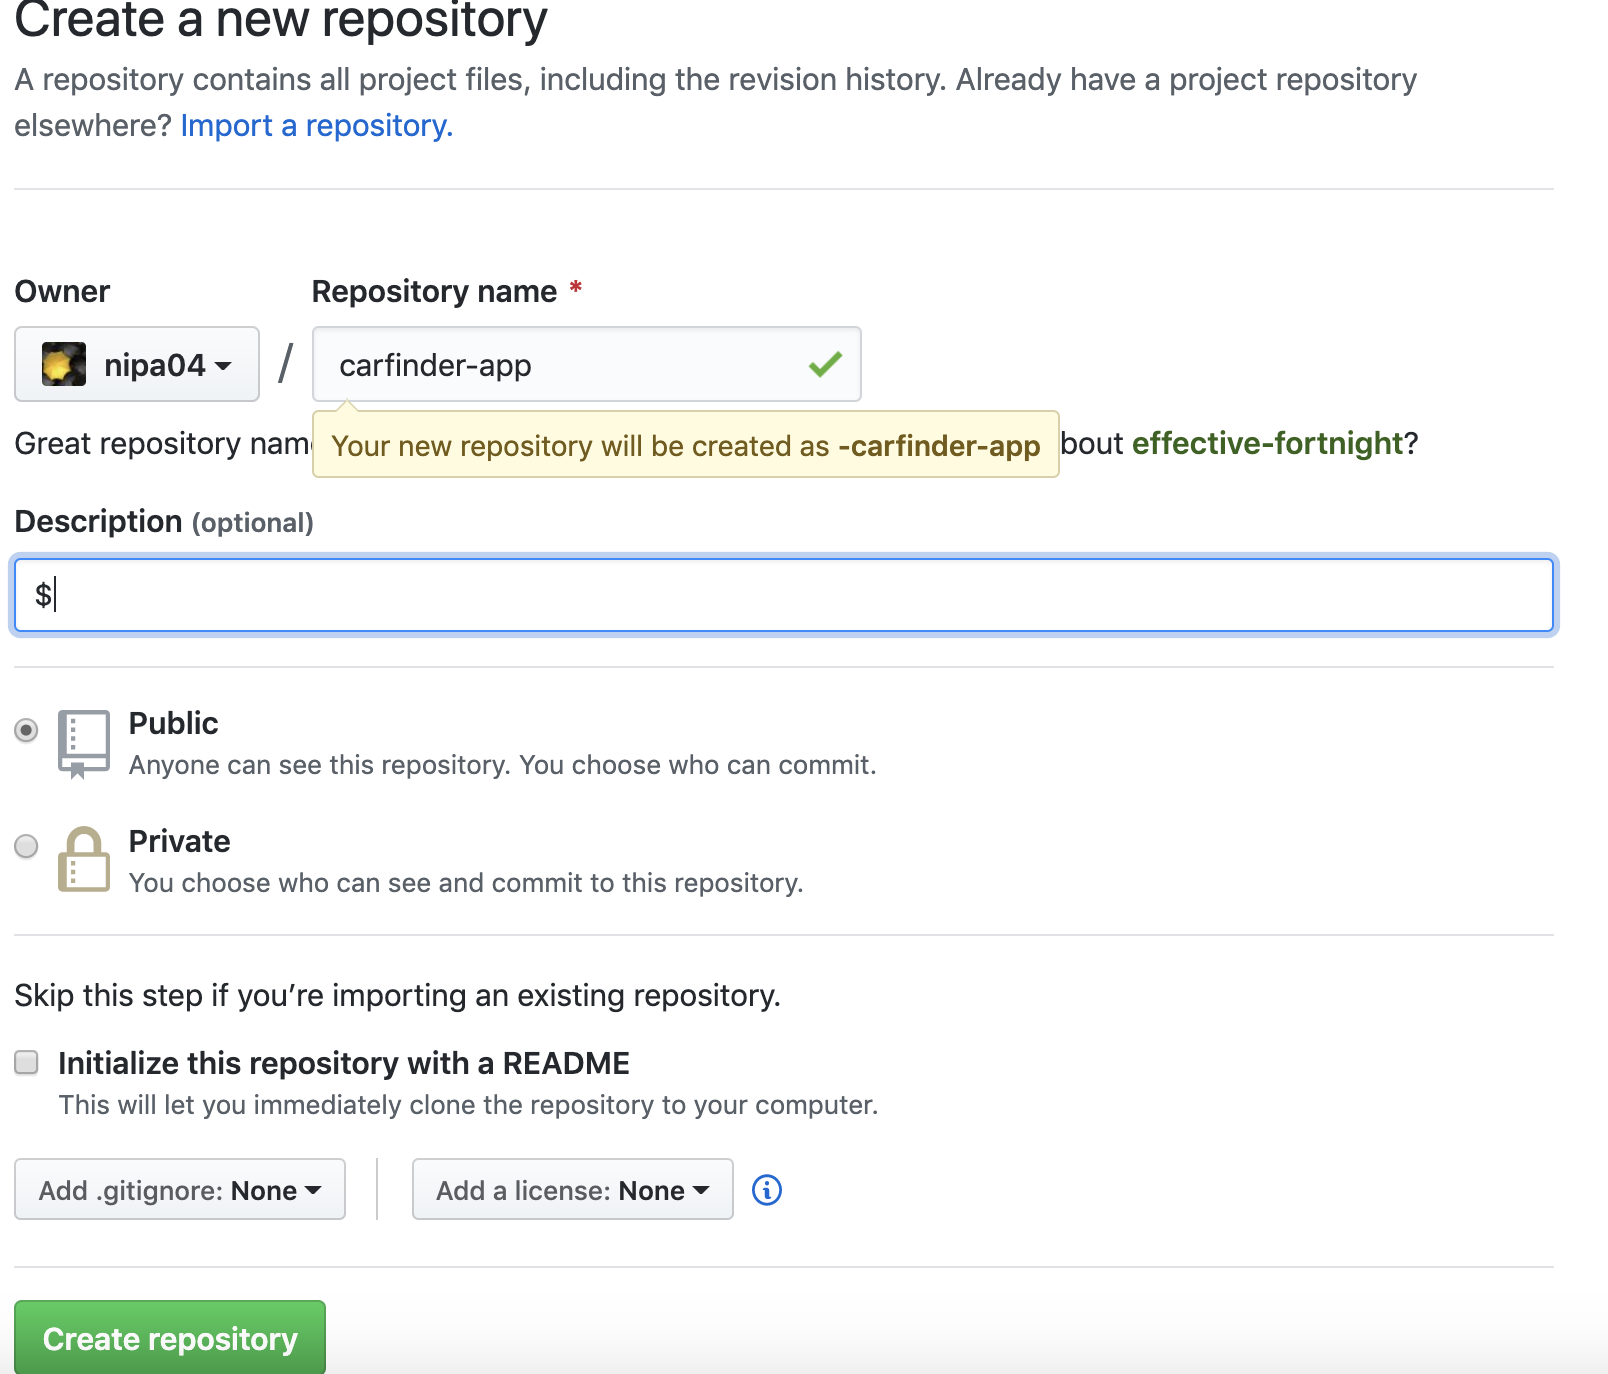 Create a new repository
A repository contains all project files, including the revision history. Already have a project repository
elsewhere? Import a repository.
Owner
Repository name *
nipa04 / carfinder-app
Great repository nam
Your new repository will be created as -carfinder-app
bout effective-fortnight?
Description (optional)
$
Public
Anyone can see this repository. You choose who can commit.
Private
You choose who can see and commit to this repository.
Skip this step if you’re importing an existing repository.
Initialize this repository with a README
This will let you immediately clone the repository to your computer.
Add .gitignore: None
Add a license: None
Create repository